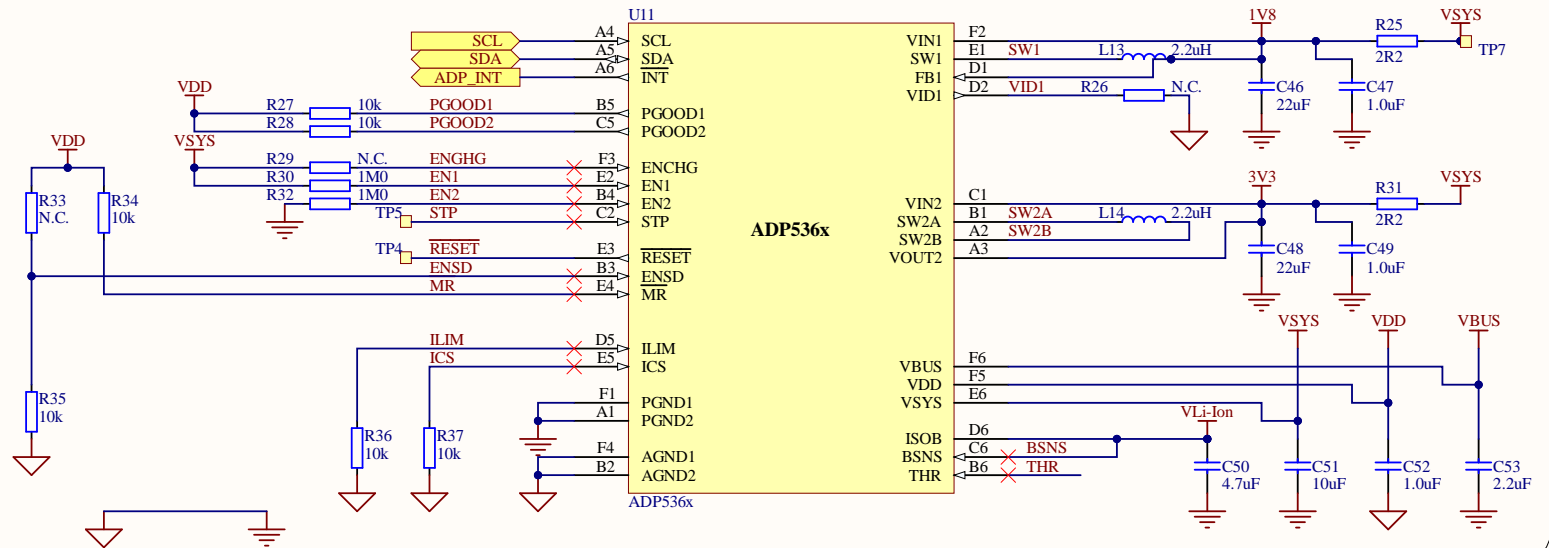 U11
SCL A4 SCL VIN1 F2 1V8 R25 VSYS
SDA A5 SDA SW1 E1 SW1 L13 2.2uH 2R2 TP7
ADP_INT A6 INT FB1 D1
VDD VID1 D2 VID1 R26 N.C. C46 C47
22uF 1.0uF
R27 10k PGOOD1 B5 PGOOD1
R28 10k PGOOD2 C5 PGOOD2
VDD VSYS
R29 N.C. ENGHG F3 ENCHG
R30 1M0 EN1 E2 EN1 3V3 R31 VSYS
R33 R34 R32 1M0 EN2 B4 EN2 VIN2 C1 2R2
N.C. 10k TP5 STP C2 STP SW2A B1 SW2A L14 2.2uH
ADP536x SW2B A2 SW2B
TP4 RESET E3 RESET VOUT2 A3 C48 C49
ENSD B3 ENSD 22uF 1.0uF
MR E4 MR
VSYS VDD VBUS
ILIM D5 ILIM
ICS E5 ICS VBUS F6
VDD F5
R35 F1 PGND1 VSYS E6
10k A1 PGND2 VLi-Ion
R36 R37 ISOB D6
10k 10k F4 AGND1 BSNS C6 BSNS
B2 AGND2 THR B6 THR C50 C51 C52 C53
4.7uF 10uF 1.0uF 2.2uF
ADP536x